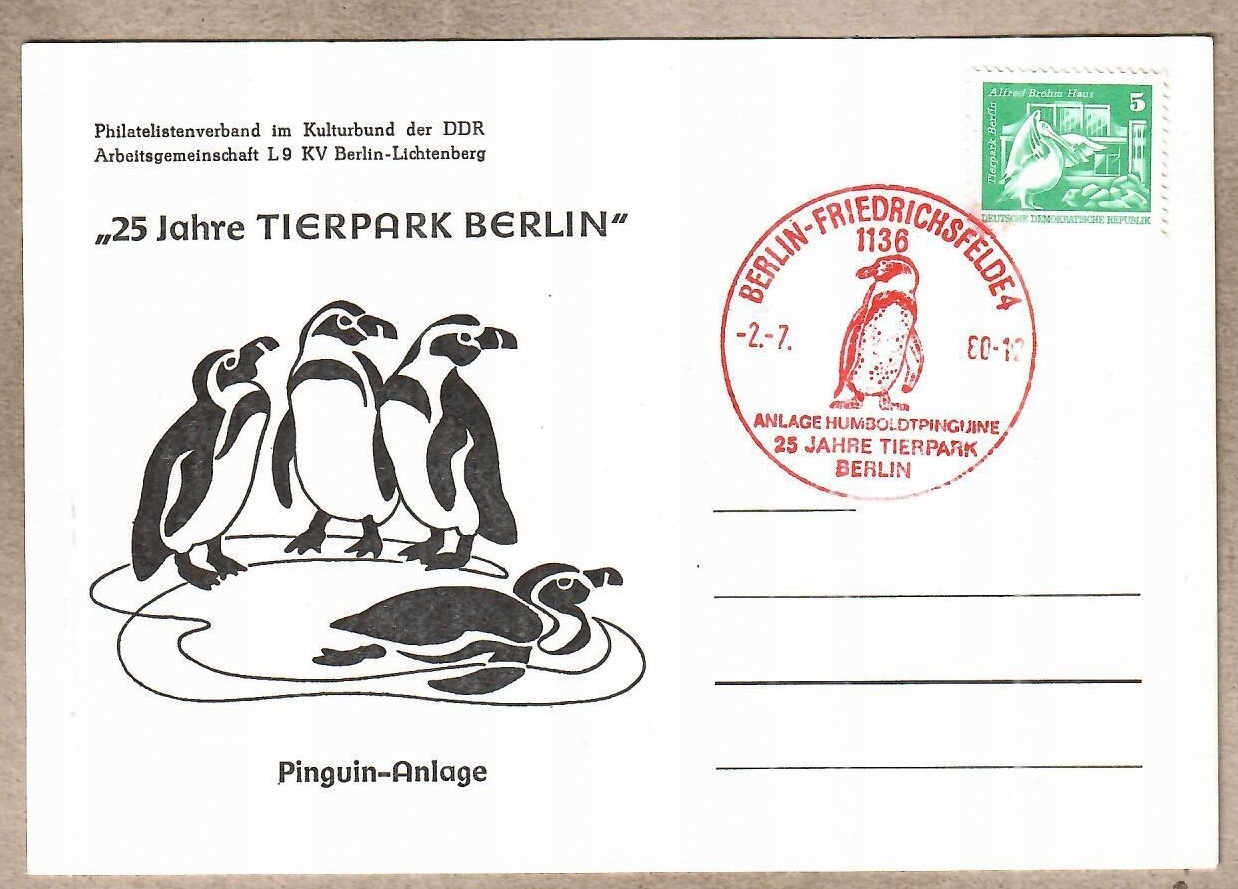 Philatelistenverband im Kulturbund der DDR
Arbeitsgemeinschaft L 9 KV Berlin-Lichtenberg
„25 Jahre TIERPARK BERLIN“
Pinguin-Anlage
Alfred Brehm Haus
5
Tierpark Berlin
DEUTSCHE DEMOKRATISCHE REPUBLIK
BERLIN-FRIEDRICHSFELDE 4
1136
-2.-7. 80-12
ANLAGE HUMBOLDTPINGUINE
25 JAHRE TIERPARK
BERLIN